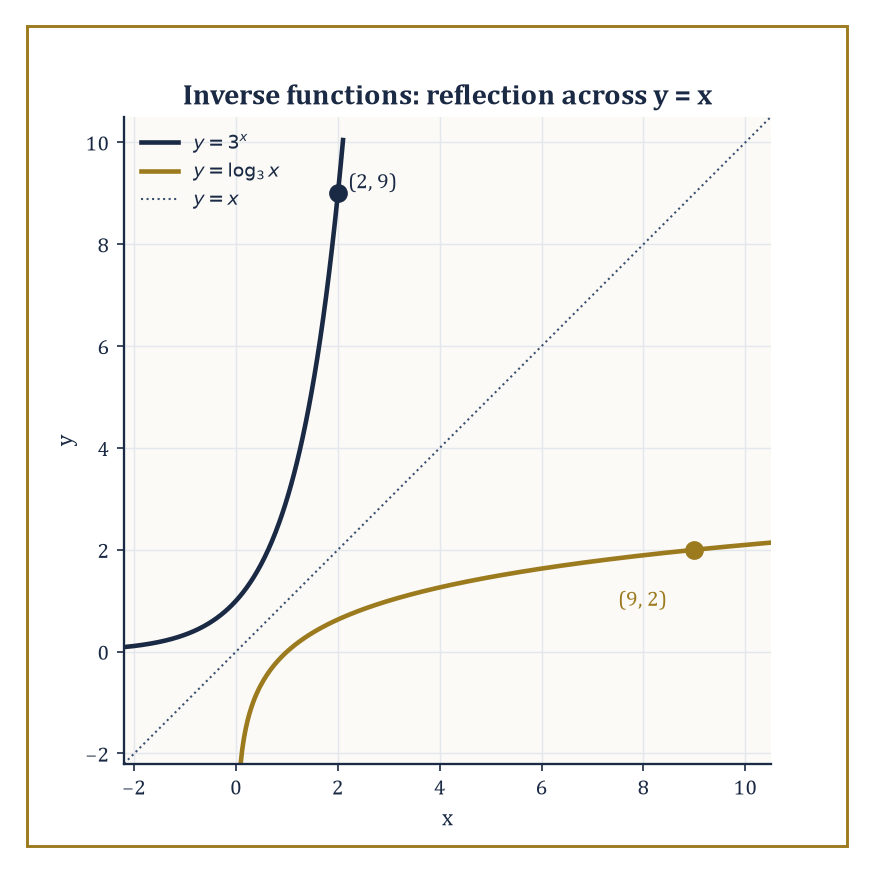 Inverse functions: reflection across y = x
10
8
6
4
2
0
−2
y
y = 3ˣ
y = log₃ x
y = x
(2, 9)
(9, 2)
−2 0 2 4 6 8 10
x